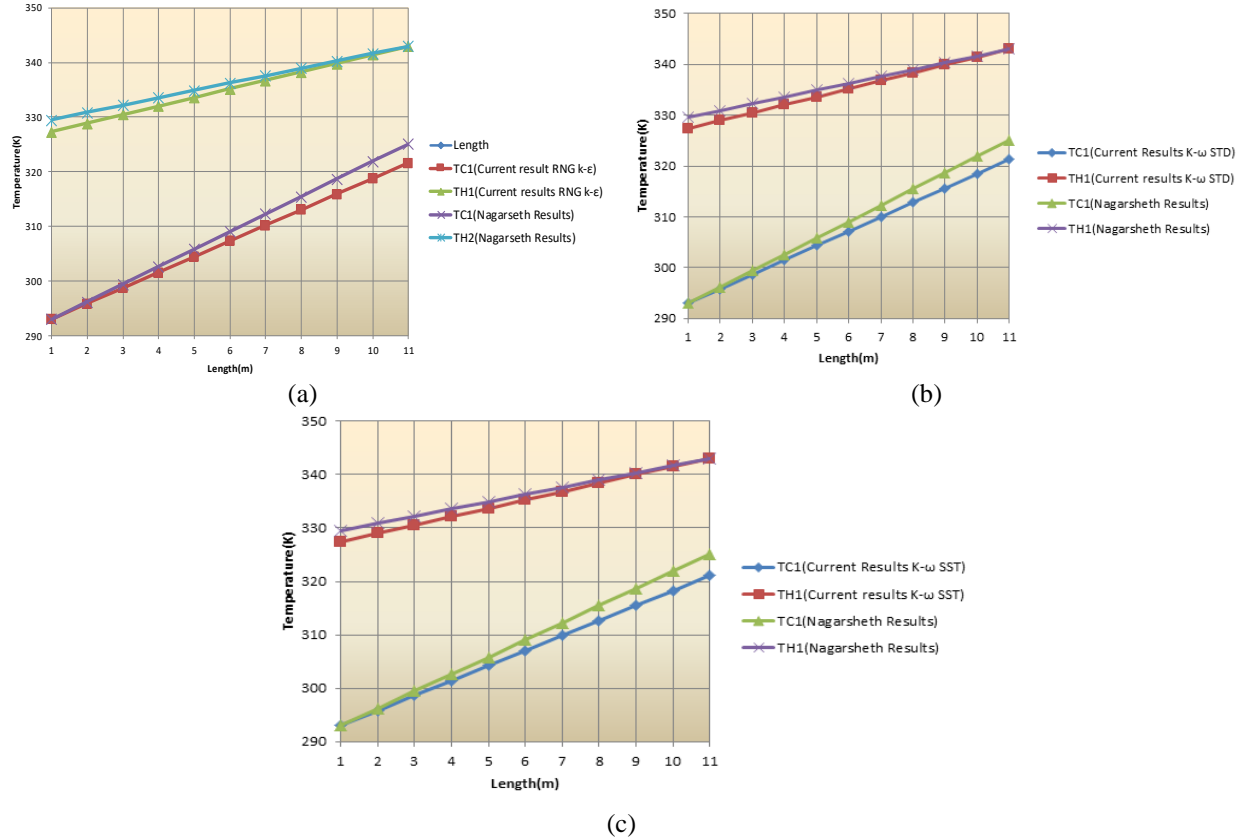 350
340
330
320
310
300
290
Temperature(K)
1 2 3 4 5 6 7 8 9 10 11
Length(m)
Length
TC1(Current result RNG k-ε)
TH1(Current results RNG k-ε)
TC1(Nagarseth Results)
TH2(Nagarseth Results)
(a)
350
340
330
320
310
300
290
Temperature(K)
1 2 3 4 5 6 7 8 9 10 11
Length(m)
TC1(Current Results K-ω STD)
TH1(Current Results K-ω STD)
TC1(Nagarsheth Results)
TH1(Nagarsheth Results)
(b)
350
340
330
320
310
300
290
Temperature(K)
1 2 3 4 5 6 7 8 9 10 11
Length(m)
TC1(Current Results K-ω SST)
TH1(Current results K-ω SST)
TC1(Nagarsheth Results)
TH1(Nagarsheth Results)
(c)